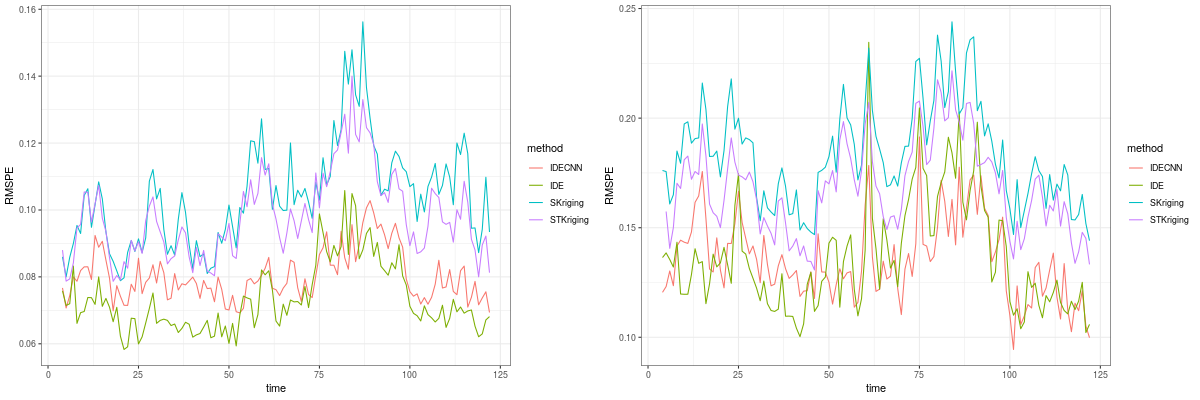 0.16
0.14
0.12
0.10
0.08
0.06
RMSPE
0
25
50
75
100
125
time
method
IDECNN
IDE
SKriging
STKriging
0.25
0.20
0.15
0.10
RMSPE
0
25
50
75
100
125
time
method
IDECNN
IDE
SKriging
STKriging